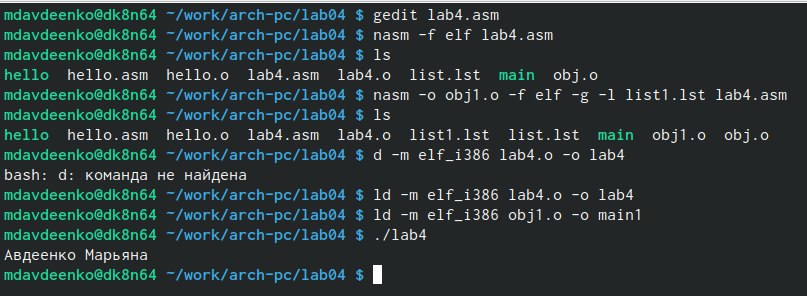 mdavdeenko@dk8n64 ~/work/arch-pc/lab04 $ gedit lab4.asm
mdavdeenko@dk8n64 ~/work/arch-pc/lab04 $ nasm -f elf lab4.asm
mdavdeenko@dk8n64 ~/work/arch-pc/lab04 $ ls
hello  hello.asm  hello.o  lab4.asm  lab4.o  list.lst  main  obj.o
mdavdeenko@dk8n64 ~/work/arch-pc/lab04 $ nasm -o obj1.o -f elf -g -l list1.lst lab4.asm
mdavdeenko@dk8n64 ~/work/arch-pc/lab04 $ ls
hello  hello.asm  hello.o  lab4.asm  lab4.o  list1.lst  list.lst  main  obj1.o  obj.o
mdavdeenko@dk8n64 ~/work/arch-pc/lab04 $ d -m elf_i386 lab4.o -o lab4
bash: d: команда не найдена
mdavdeenko@dk8n64 ~/work/arch-pc/lab04 $ ld -m elf_i386 lab4.o -o lab4
mdavdeenko@dk8n64 ~/work/arch-pc/lab04 $ ld -m elf_i386 obj1.o -o main1
mdavdeenko@dk8n64 ~/work/arch-pc/lab04 $ ./lab4
Авдеенко Марьяна
mdavdeenko@dk8n64 ~/work/arch-pc/lab04 $